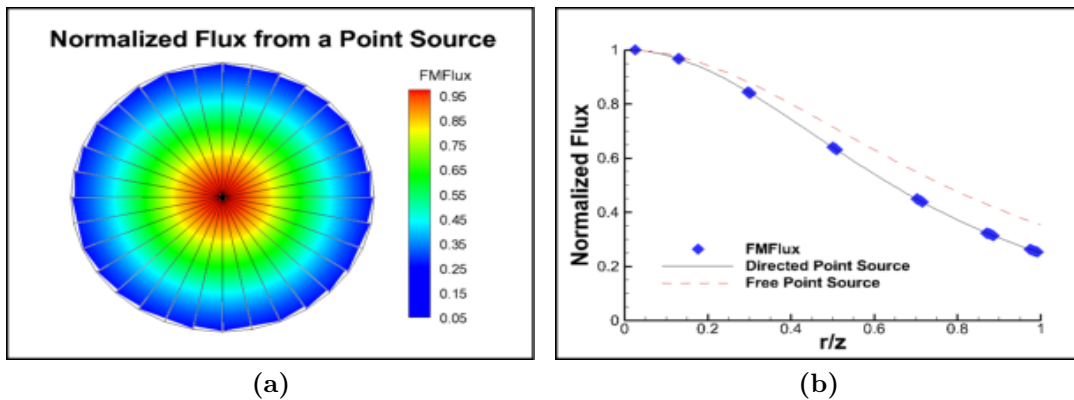 Normalized Flux from a Point Source
FMFlux
0.95
0.85
0.75
0.65
0.55
0.45
0.35
0.25
0.15
0.05
(a)
Normalized Flux
1
0.8
0.6
0.4
0.2
0
0
0.2
0.4
0.6
0.8
1
r/z
FMFlux
Directed Point Source
Free Point Source
(b)